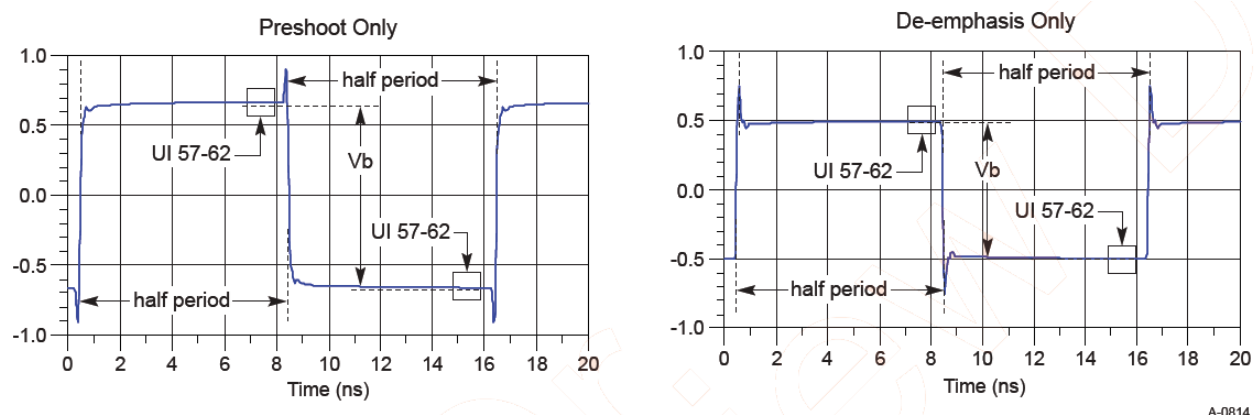 Preshoot Only
1.0
0.5
0.0
-0.5
-1.0
half period
UI 57-62
Vb
UI 57-62
half period
0 2 4 6 8 10 12 14 16 18 20
Time (ns)
De-emphasis Only
1.0
0.5
0.0
-0.5
-1.0
half period
UI 57-62
Vb
UI 57-62
half period
0 2 4 6 8 10 12 14 16 18 20
Time (ns)
A-0814